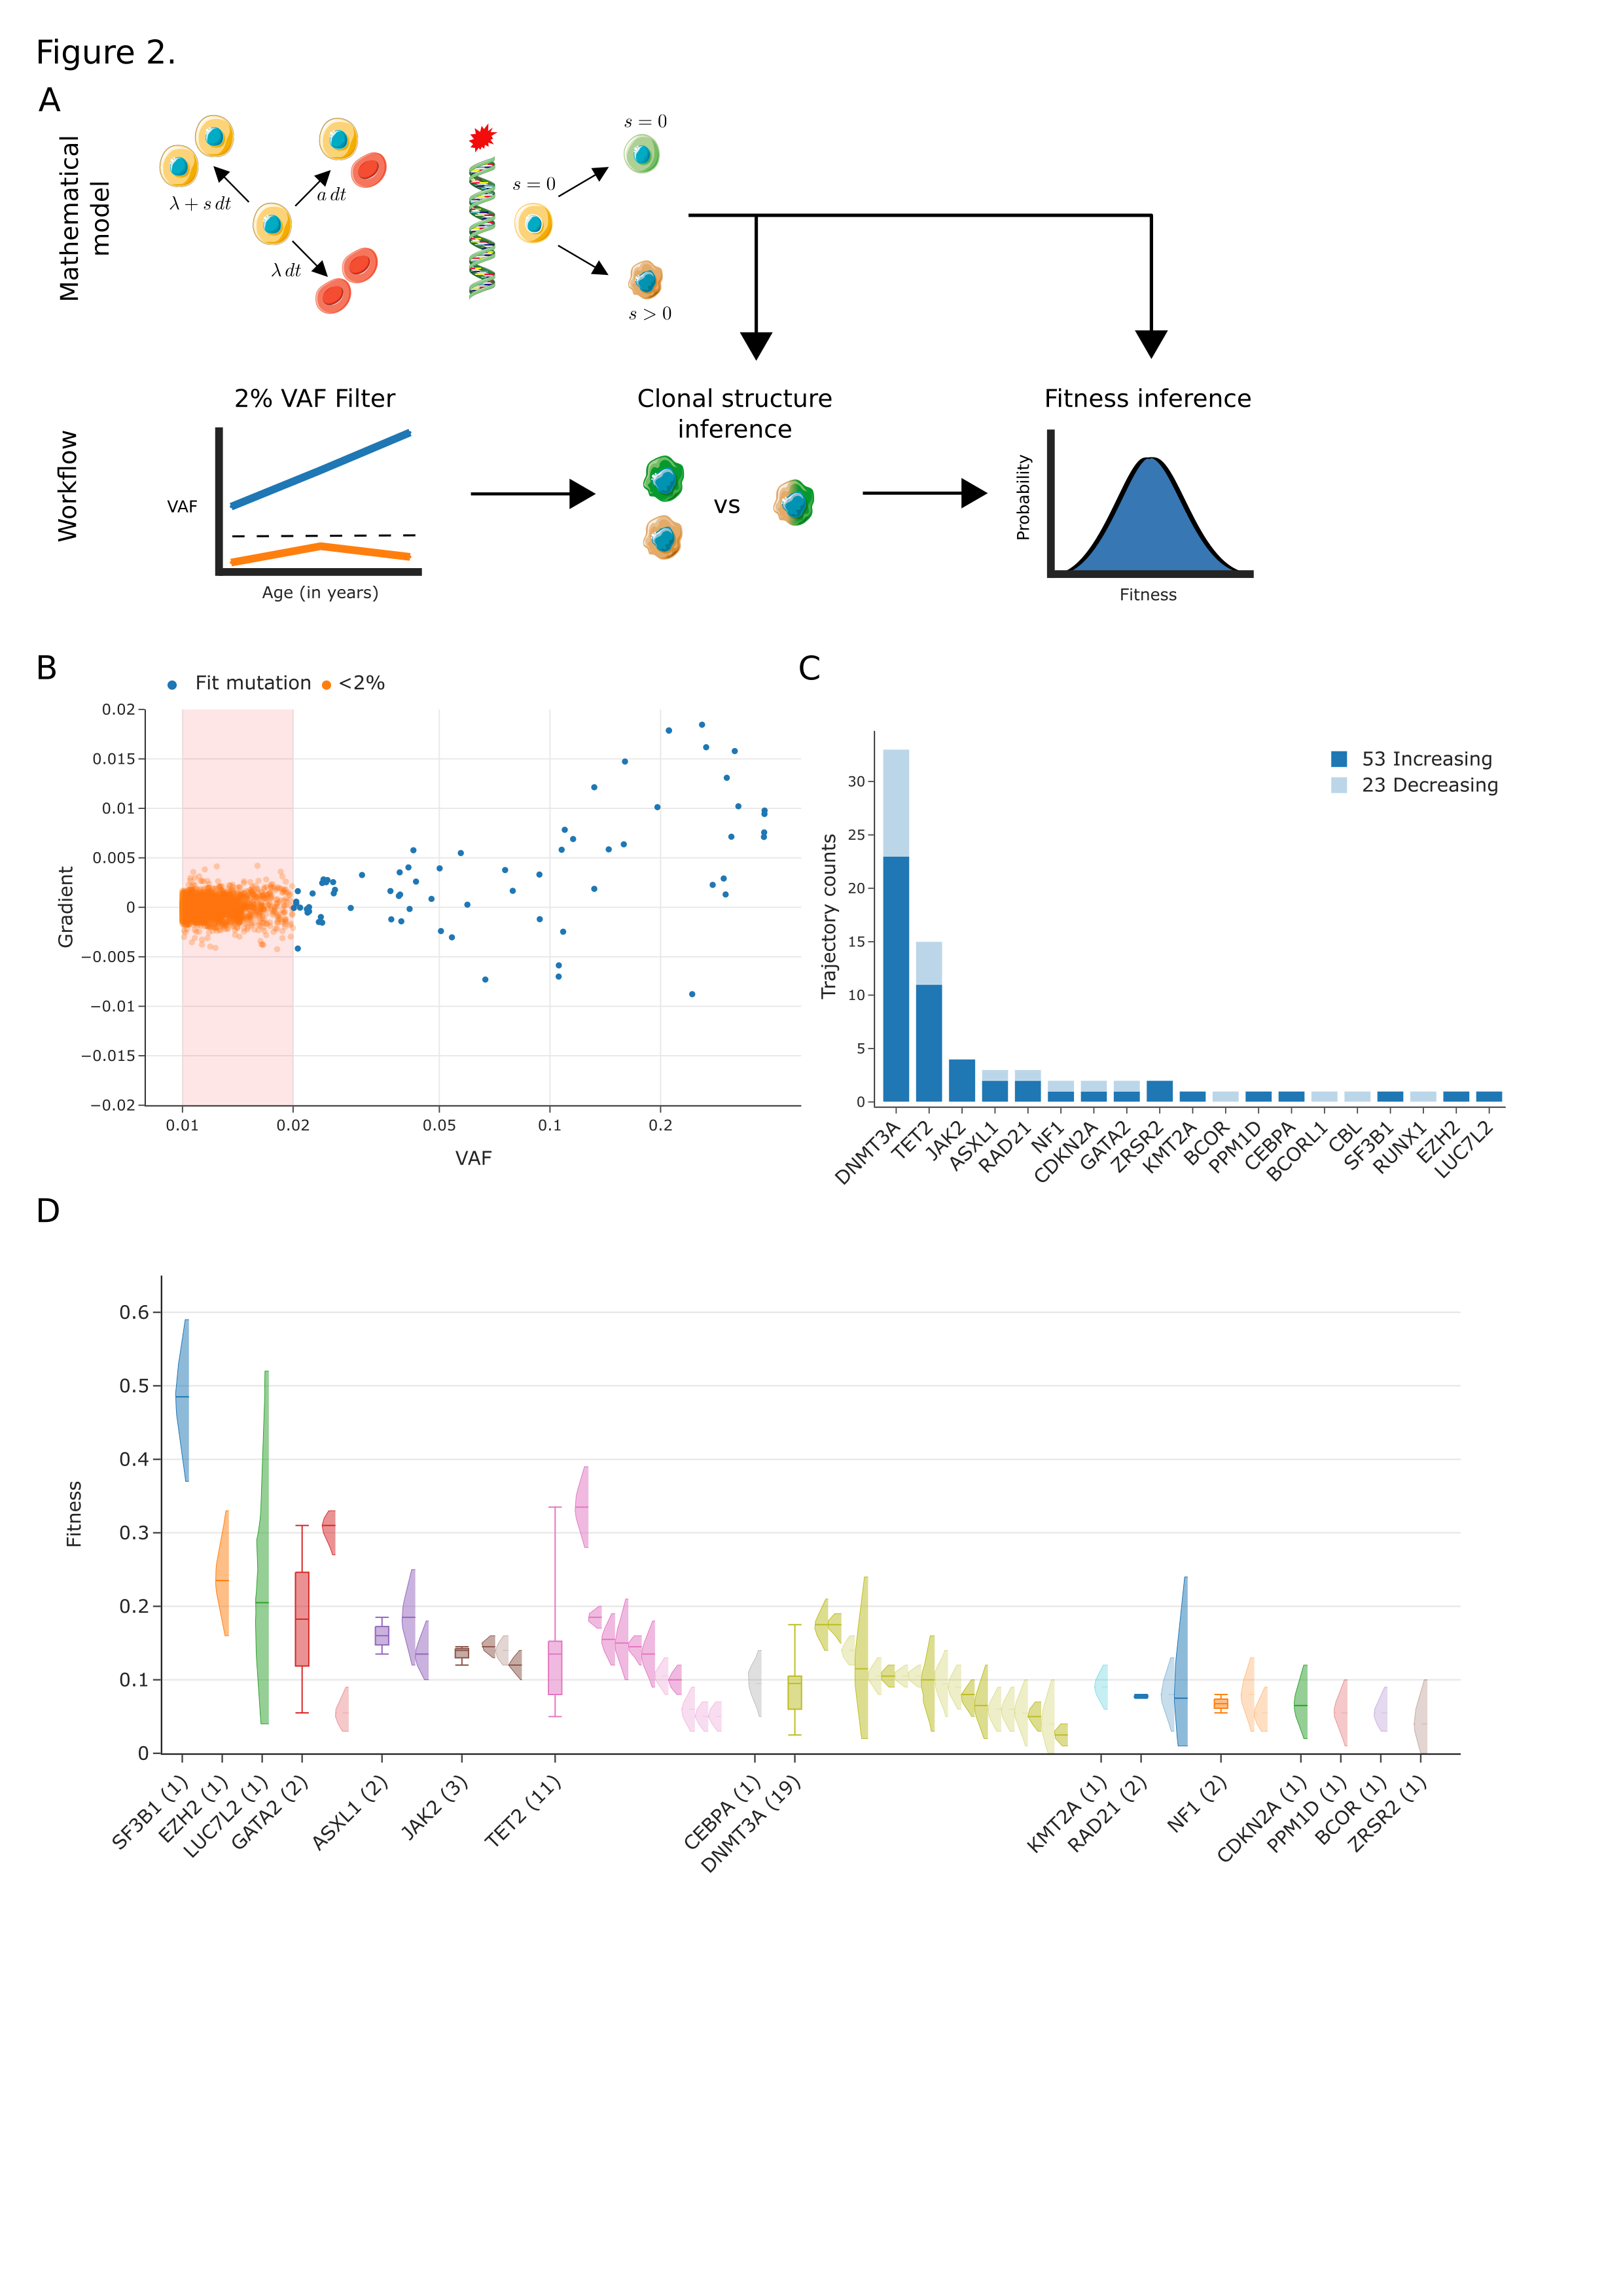 Figure 2.
A
Mathematical
model
λ + s dt
a dt
λ dt
s = 0
s = 0
s > 0
Workflow
2% VAF Filter
VAF
Age (in years)
Clonal structure
inference
vs
Fitness inference
Probability
Fitness
B
Fit mutation
<2%
0.02
0.015
0.01
0.005
0
−0.005
−0.01
−0.015
−0.02
Gradient
0.01
0.02
0.05
0.1
0.2
VAF
C
53 Increasing
23 Decreasing
30
25
20
15
10
5
0
Trajectory counts
DNMT3A
TET2
JAK2
ASXL1
RAD21
NF1
CDKN2A
GATA2
ZRSR2
KMT2A
BCOR
PPM1D
CEBPA
BCORL1
CBL
SF3B1
RUNX1
EZH2
LUC7L2
D
0.6
0.5
0.4
0.3
0.2
0.1
0
Fitness
SF3B1 (1)
EZH2 (1)
LUC7L2 (1)
GATA2 (2)
ASXL1 (2)
JAK2 (3)
TET2 (11)
CEBPA (1)
DNMT3A (19)
KMT2A (1)
RAD21 (2)
NF1 (2)
CDKN2A (1)
PPM1D (1)
BCOR (1)
ZRSR2 (1)